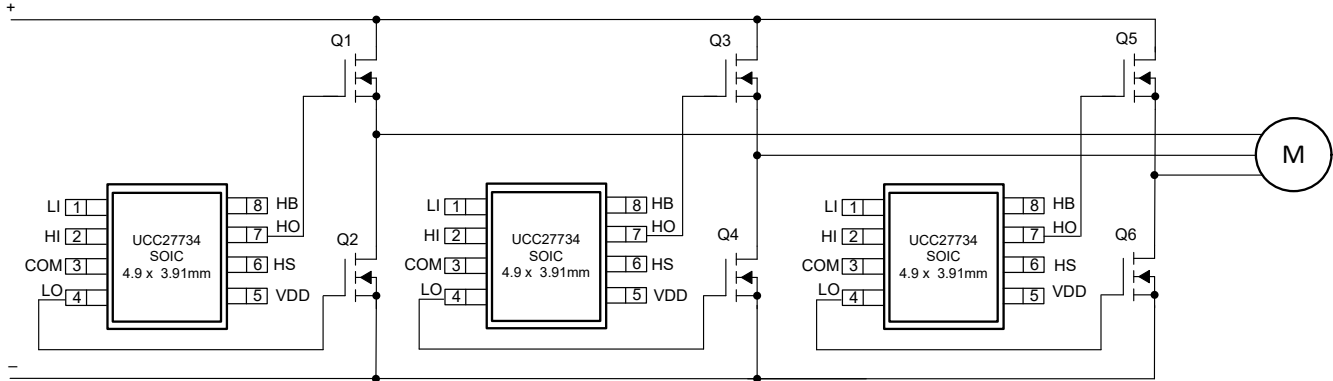 +
Q1
Q3
Q5
M
LI 1
8 HB
HI 2
7 HO
COM 3
6 HS
LO 4
5 VDD
UCC27734
SOIC
4.9 x 3.91mm
Q2
LI 1
8 HB
HI 2
7 HO
COM 3
6 HS
LO 4
5 VDD
UCC27734
SOIC
4.9 x 3.91mm
Q4
LI 1
8 HB
HI 2
7 HO
COM 3
6 HS
LO 4
5 VDD
UCC27734
SOIC
4.9 x 3.91mm
Q6
–